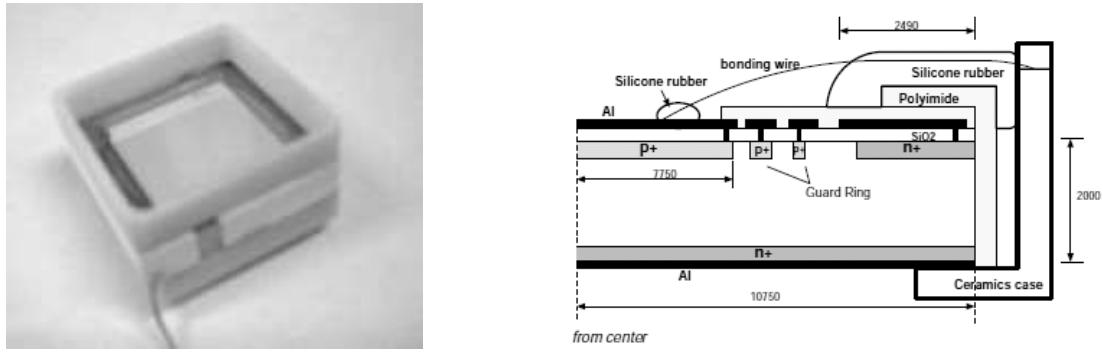 2490
bonding wire
Silicone rubber
Silicone rubber
Polyimide
Al
SiO2
p+
p+
p+
n+
7750
Guard Ring
2000
n+
Al
Ceramics case
10750
from center